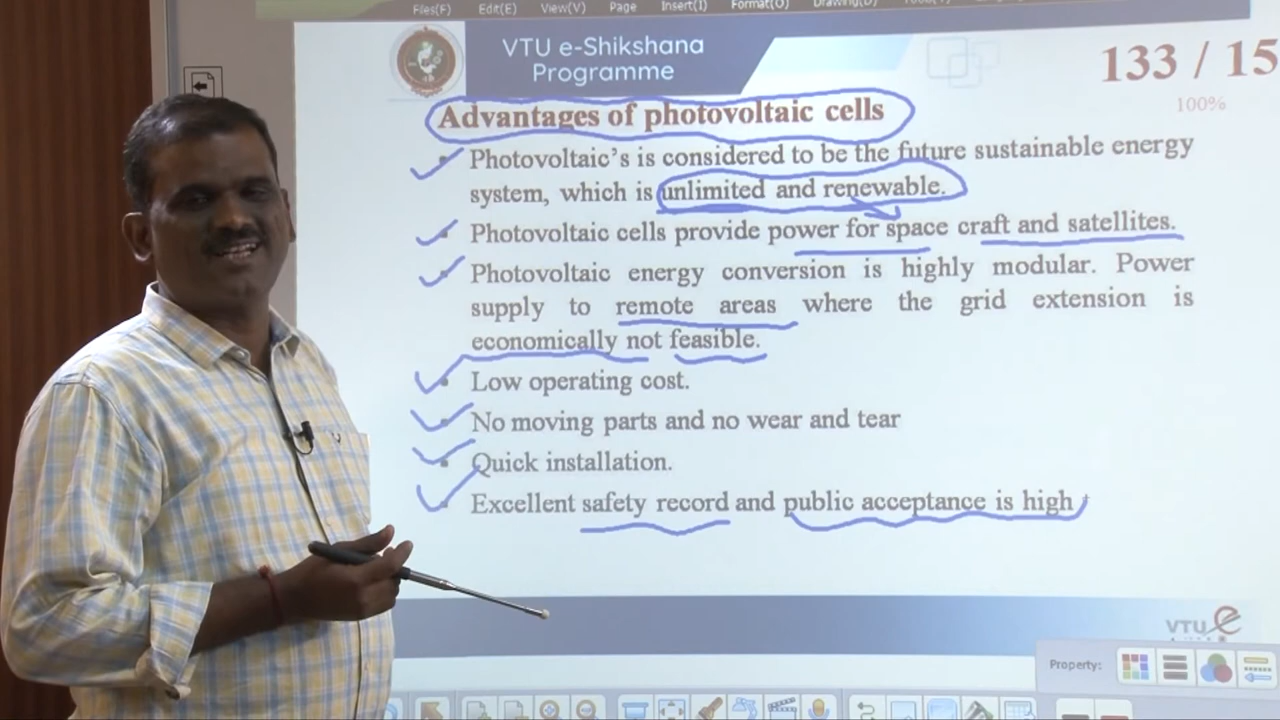 Files(F) Edit(E) View(V) Page Insert(I) Format(O) Drawing(D)
VTU e-Shikshana
Programme
133 / 15
100%
Advantages of photovoltaic cells
• Photovoltaic's is considered to be the future sustainable energy
system, which is unlimited and renewable.
• Photovoltaic cells provide power for space craft and satellites.
• Photovoltaic energy conversion is highly modular. Power
supply to remote areas where the grid extension is
economically not feasible.
• Low operating cost.
• No moving parts and no wear and tear
• Quick installation.
• Excellent safety record and public acceptance is high
VTU e
Property: